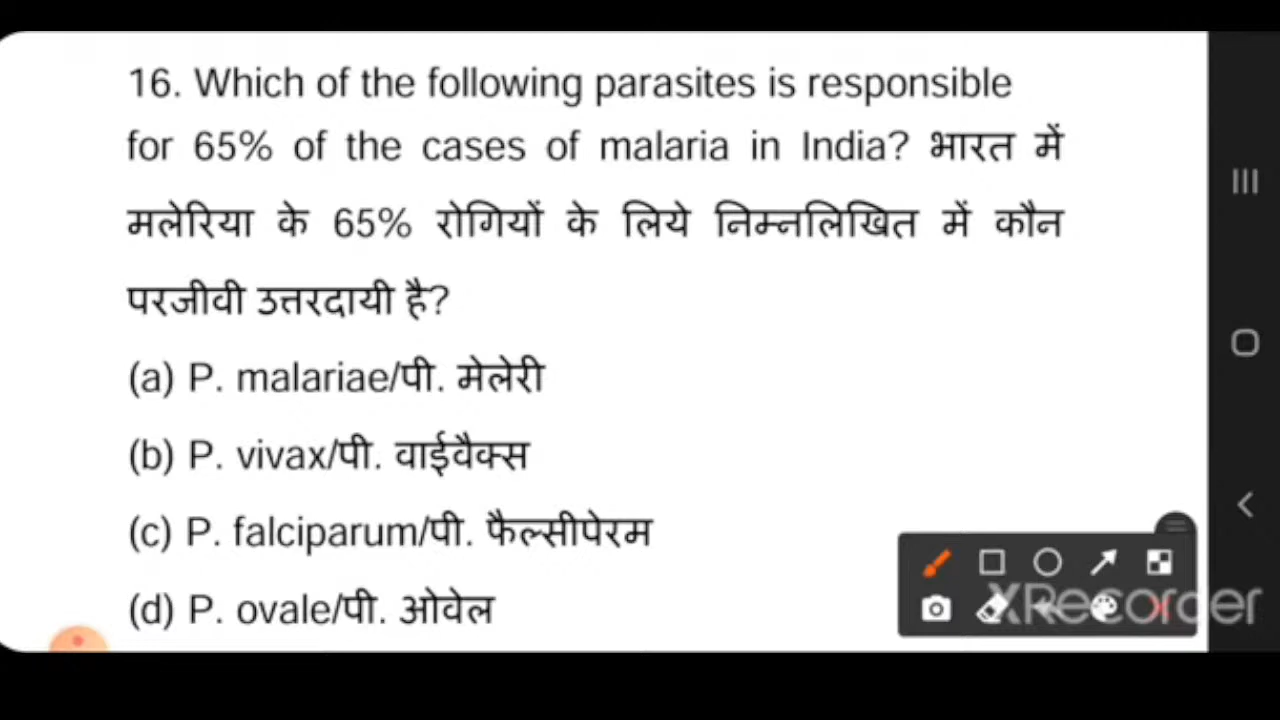 16. Which of the following parasites is responsible
for 65% of the cases of malaria in India? भारत में
मलेरिया के 65% रोगियों के लिये निम्नलिखित में कौन
परजीवी उत्तरदायी है?
(a) P. malariae/पी. मेलेरी
(b) P. vivax/पी. वाईवैक्स
(c) P. falciparum/पी. फैल्सीपेरम
(d) P. ovale/पी. ओवेल
XRecorder